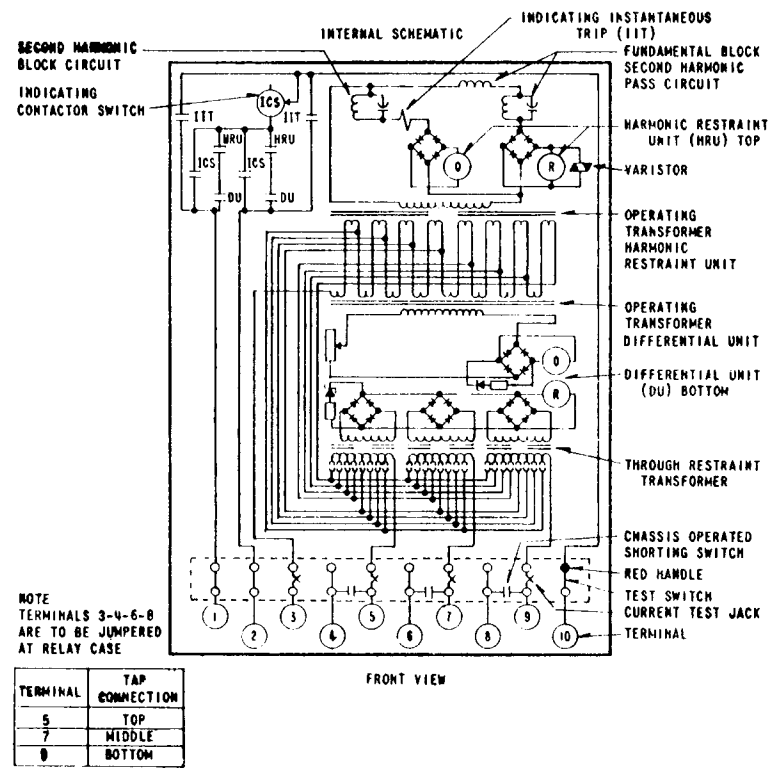 INTERNAL SCHEMATIC
INDICATING INSTANTANEOUS
TRIP (IIT)
SECOND HARMONIC
BLOCK CIRCUIT
FUNDAMENTAL BLOCK
SECOND HARMONIC
PASS CIRCUIT
INDICATING
CONTACTOR SWITCH
ICS
IIT
IIT
HRU
HRU
ICS
ICS
DU
DU
O
R
HARMONIC RESTRAINT
UNIT (HRU) TOP
VARISTOR
OPERATING
TRANSFORMER
HARMONIC
RESTRAINT UNIT
OPERATING
TRANSFORMER
DIFFERENTIAL UNIT
O
R
DIFFERENTIAL UNIT
(DU) BOTTOM
THROUGH RESTRAINT
TRANSFORMER
CHASSIS OPERATED
SHORTING SWITCH
RED HANDLE
TEST SWITCH
CURRENT TEST JACK
TERMINAL
1 2 3 4 5 6 7 8 9 10
NOTE
TERMINALS 3-4-6-8
ARE TO BE JUMPERED
AT RELAY CASE
FRONT VIEW
TERMINAL TAP
CONNECTION
5 TOP
7 MIDDLE
9 BOTTOM